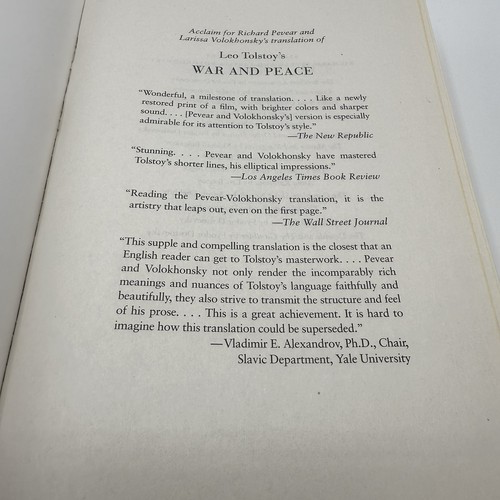 Acclaim for Richard Pevear and
Larissa Volokhonsky's translation of
Leo Tolstoy's
WAR AND PEACE
"Wonderful, a milestone of translation. . . . Like a newly
restored print of a film, with brighter colors and sharper
sound. . . . [Pevear and Volokhonsky's] version is especially
admirable for its attention to Tolstoy's style."
—The New Republic
"Stunning. . . . Pevear and Volokhonsky have mastered
Tolstoy's shorter lines, his elliptical impressions."
—Los Angeles Times Book Review
"Reading the Pevear-Volokhonsky translation, it is the
artistry that leaps out, even on the first page."
—The Wall Street Journal
"This supple and compelling translation is the closest that an
English reader can get to Tolstoy's masterwork. . . . Pevear
and Volokhonsky not only render the incomparably rich
meanings and nuances of Tolstoy's language faithfully and
beautifully, they also strive to transmit the structure and feel
of his prose. . . . This is a great achievement. It is hard to
imagine how this translation could be superseded."
—Vladimir E. Alexandrov, Ph.D., Chair,
Slavic Department, Yale University